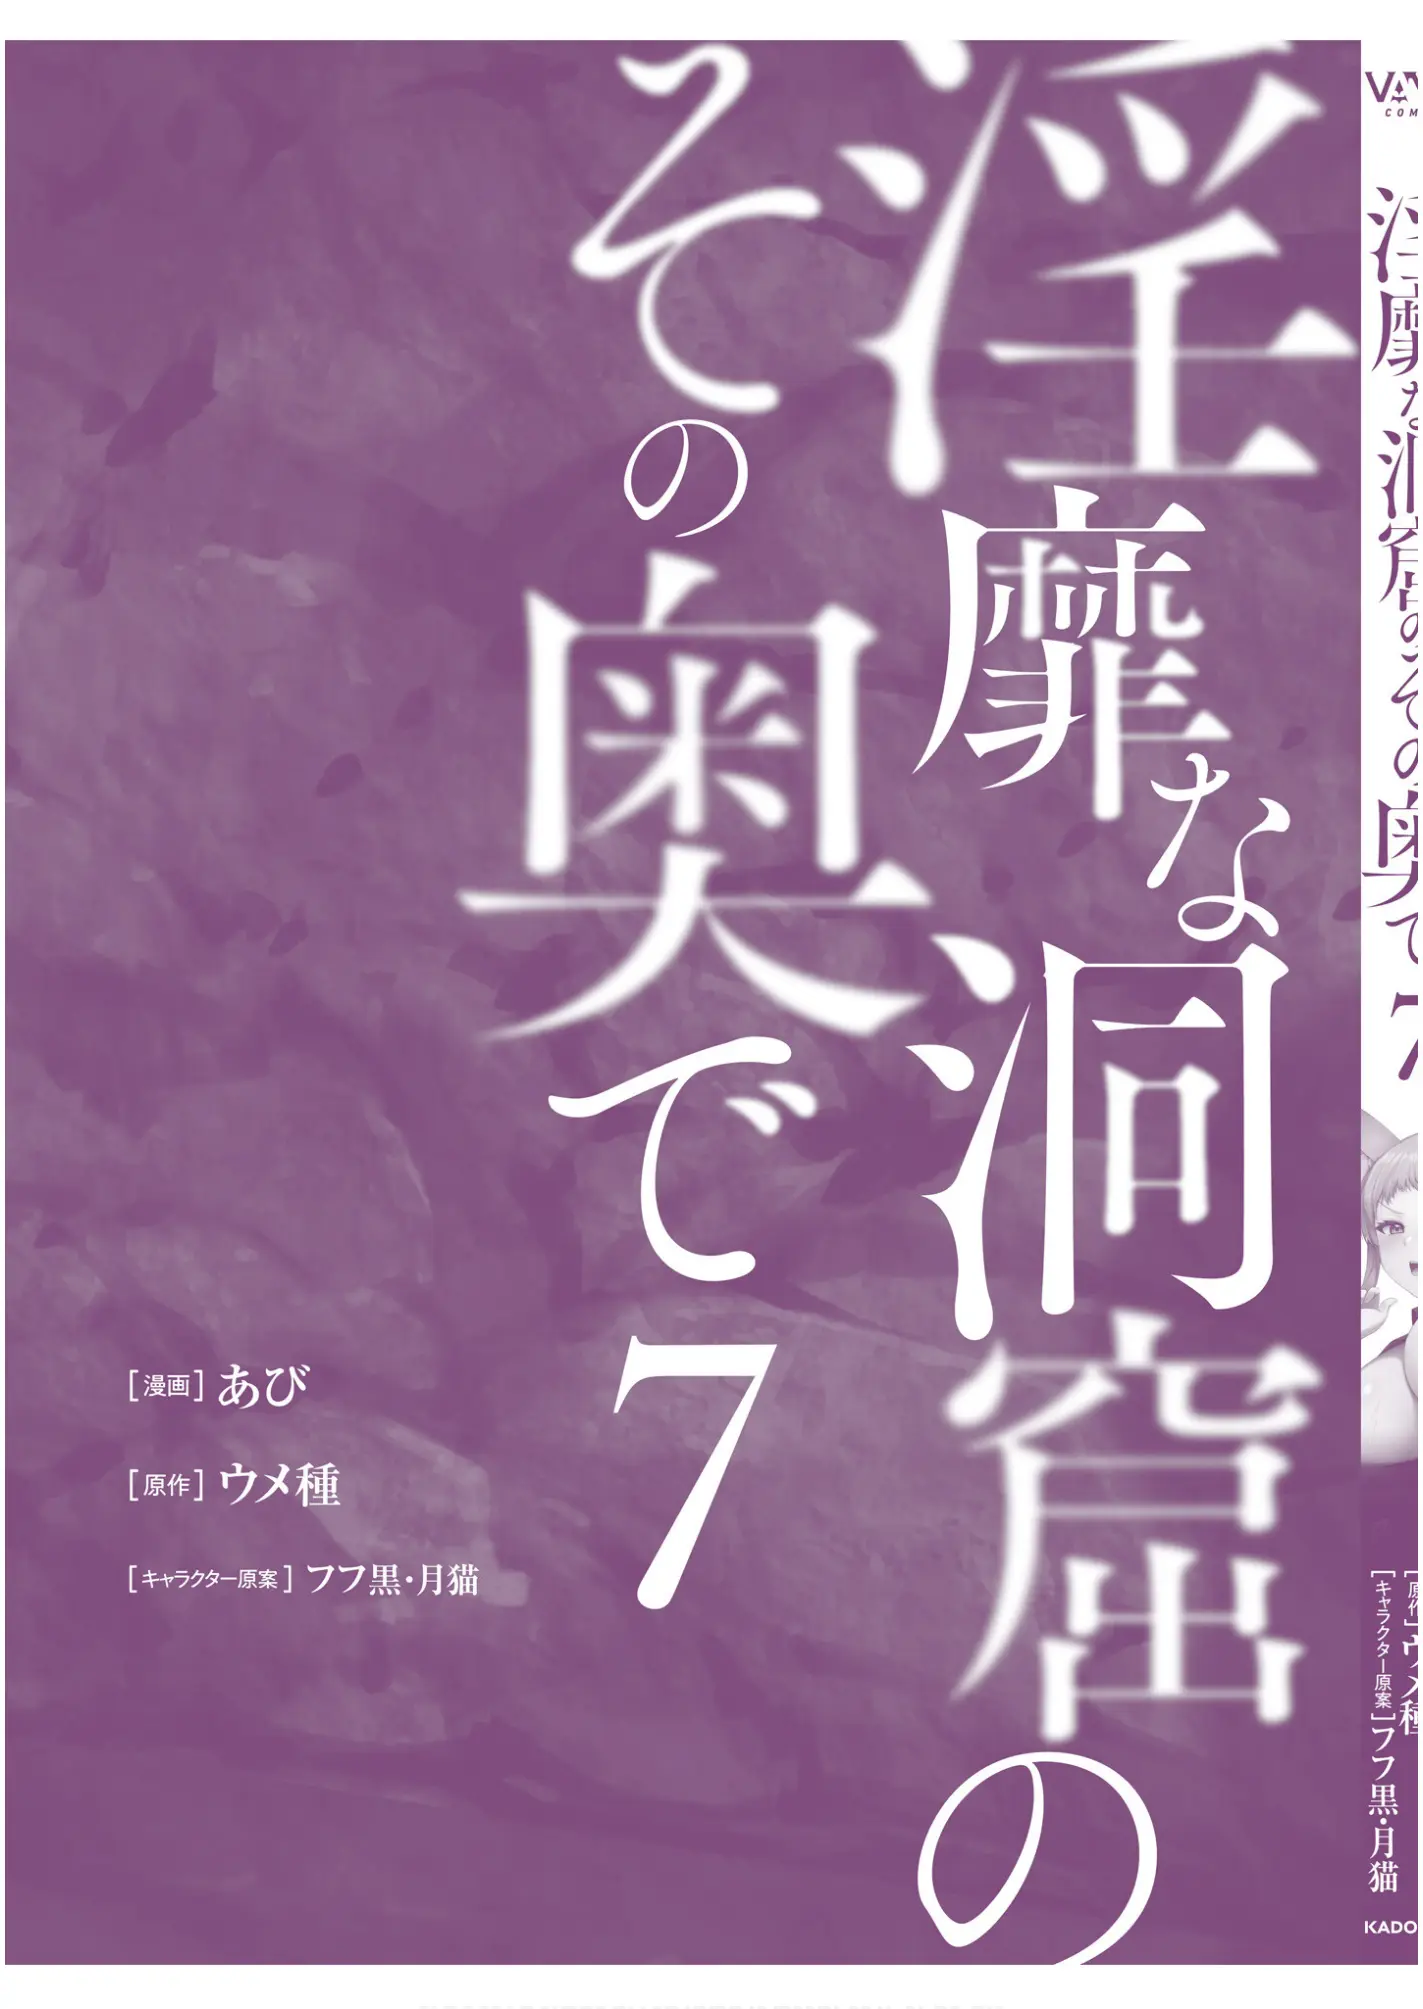 淫靡な洞窟の
その奥で
7
[漫画] あび
[原作] ウメ種
[キャラクター原案] フフ黒・月猫
淫靡な洞窟のその奥で 7
[原作] ウメ種
[キャラクター原案] フフ黒・月猫